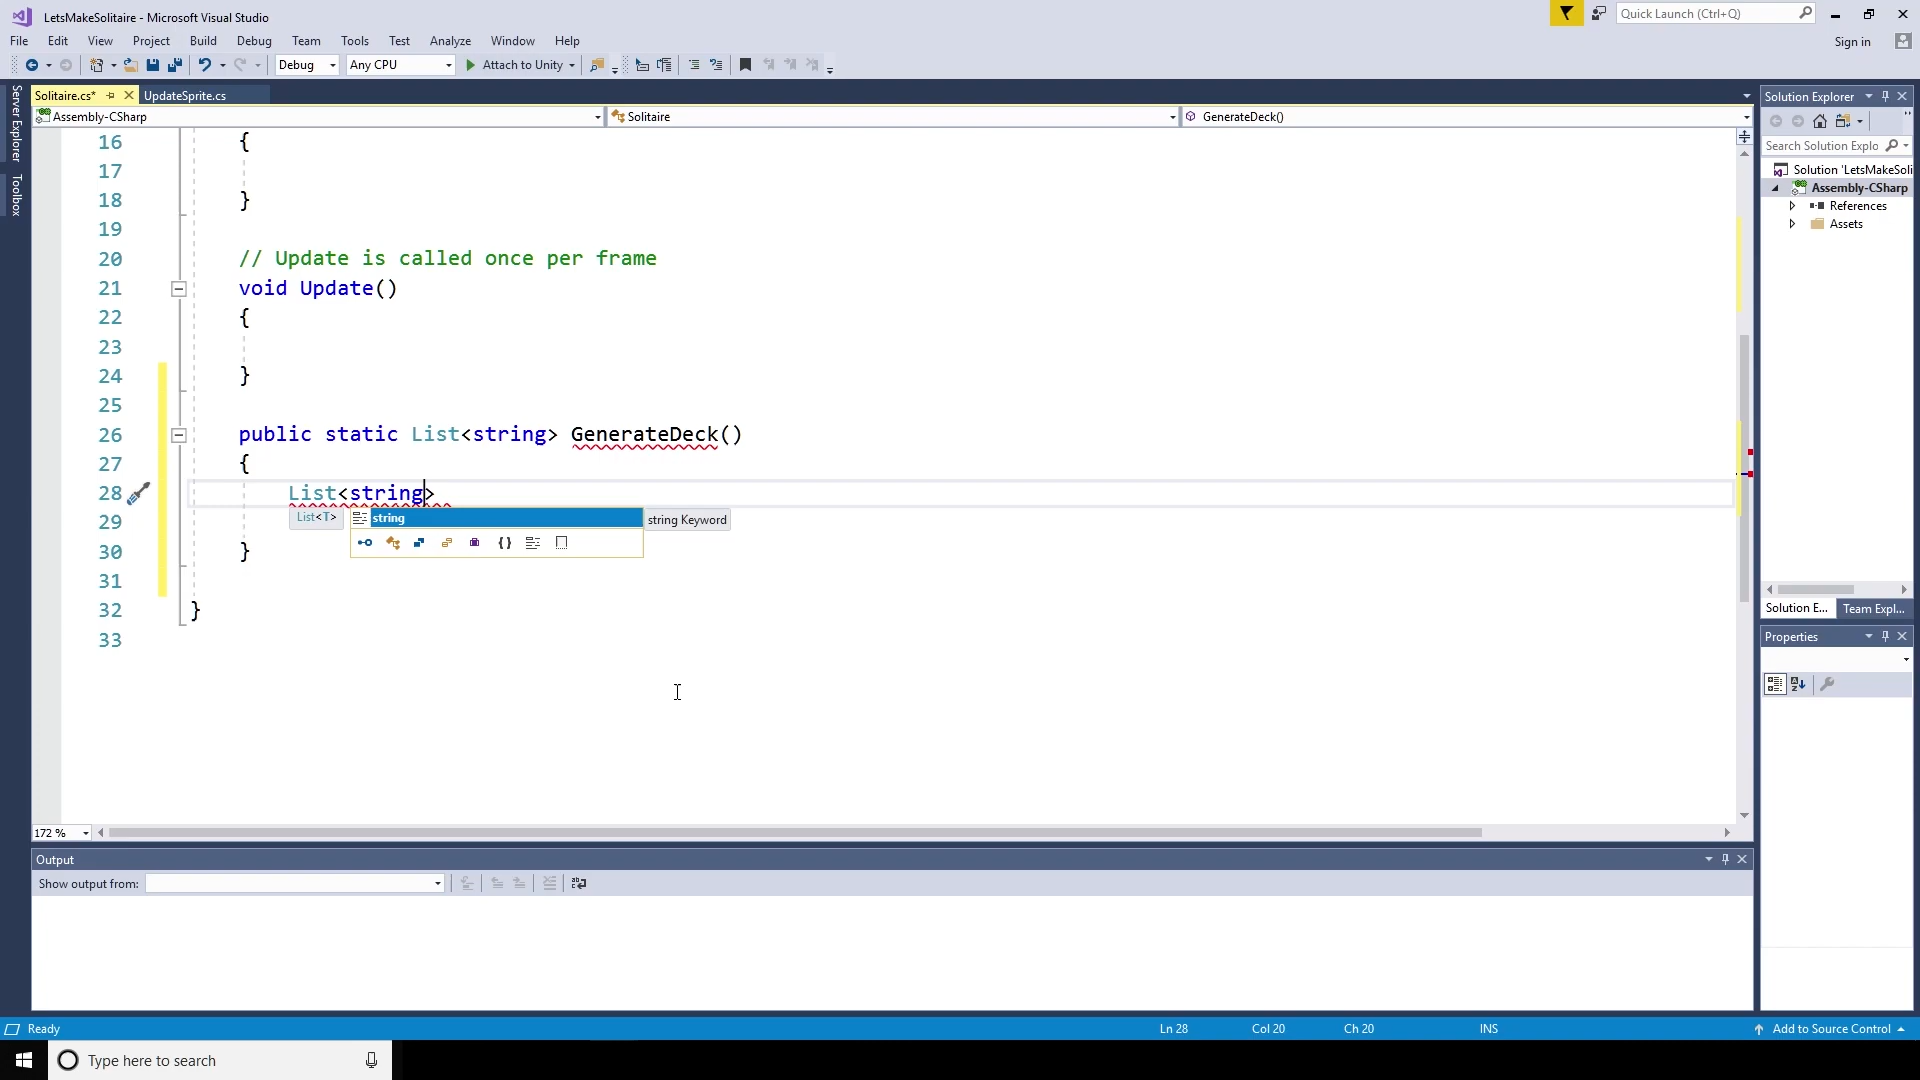 LetsMakeSolitaire - Microsoft Visual Studio
Quick Launch (Ctrl+Q)
File Edit View Project Build Debug Team Tools Test Analyze Window Help
Sign in
Debug Any CPU Attach to Unity
Server Explorer
Toolbox
Solitaire.cs* UpdateSprite.cs
Assembly-CSharp Solitaire GenerateDeck()
16 {
17
18 }
19
20 // Update is called once per frame
21 void Update()
22 {
23
24 }
25
26 public static List<string> GenerateDeck()
27 {
28 List<string>
29 List<T> string string Keyword
30 }
31
32 }
33
172 %
Solution Explorer
Search Solution Explo
Solution 'LetsMakeSoli
Assembly-CSharp
References
Assets
Solution E... Team Expl...
Properties
Output
Show output from:
Ready Ln 28 Col 20 Ch 20 INS Add to Source Control
Type here to search